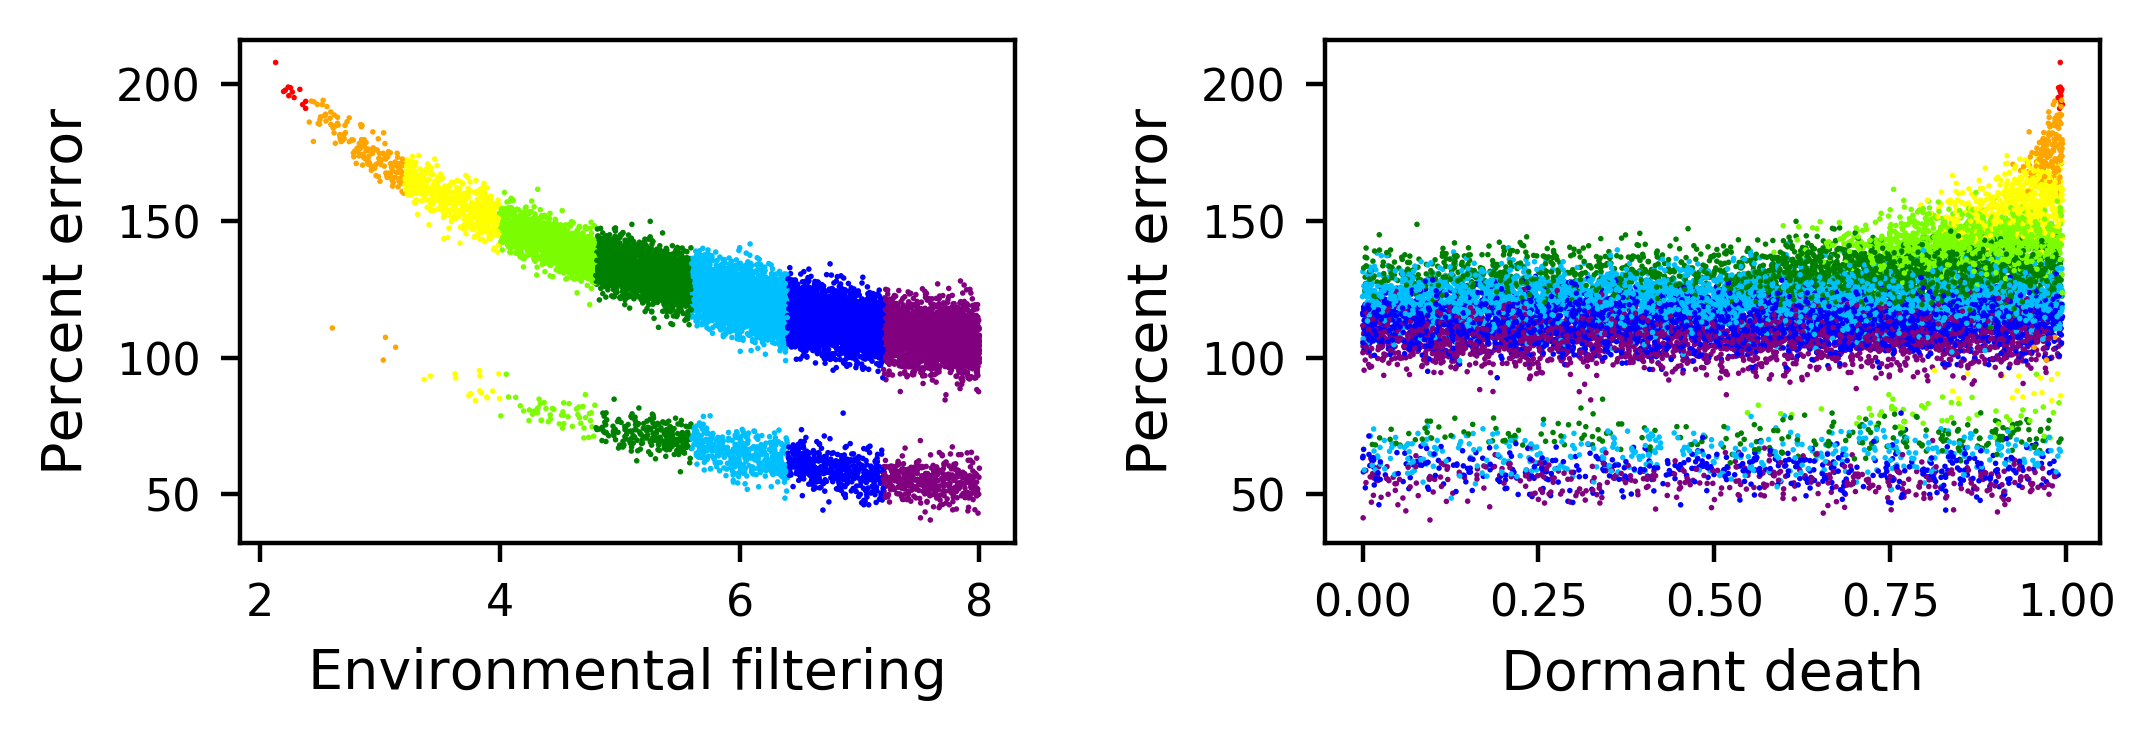 Percent error
200
150
100
50
2 4 6 8
Environmental filtering
Percent error
200
150
100
50
0.00 0.25 0.50 0.75 1.00
Dormant death